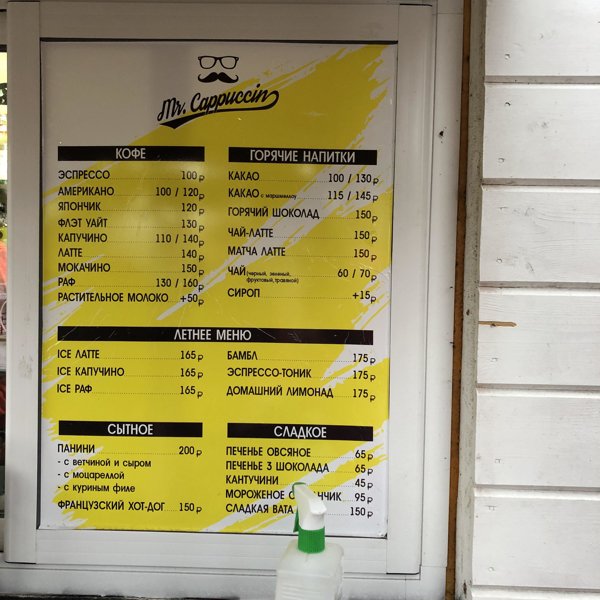 Mr. Cappuccin
КОФЕ
ЭСПРЕССО 100 ₽
АМЕРИКАНО 100 / 120 ₽
ЯПОНЧИК 120 ₽
ФЛЭТ УАЙТ 130 ₽
КАПУЧИНО 110 / 140 ₽
ЛАТТЕ 140 ₽
МОКАЧИНО 150 ₽
РАФ 130 / 160 ₽
РАСТИТЕЛЬНОЕ МОЛОКО +50 ₽
ГОРЯЧИЕ НАПИТКИ
КАКАО 100 / 130 ₽
КАКАО с маршмеллоу 115 / 145 ₽
ГОРЯЧИЙ ШОКОЛАД 150 ₽
ЧАЙ-ЛАТТЕ 150 ₽
МАТЧА ЛАТТЕ 150 ₽
ЧАЙ (черный, зеленый, 60 / 70 ₽
фруктовый, травяной)
СИРОП +15 ₽
ЛЕТНЕЕ МЕНЮ
ICE ЛАТТЕ 165 ₽
ICE КАПУЧИНО 165 ₽
ICE РАФ 165 ₽
БАМБЛ 175 ₽
ЭСПРЕССО-ТОНИК 175 ₽
ДОМАШНИЙ ЛИМОНАД 175 ₽
СЫТНОЕ
ПАНИНИ 200 ₽
- с ветчиной и сыром
- с моцареллой
- с куриным филе
ФРАНЦУЗСКИЙ ХОТ-ДОГ 150 ₽
СЛАДКОЕ
ПЕЧЕНЬЕ ОВСЯНОЕ 65 ₽
ПЕЧЕНЬЕ 3 ШОКОЛАДА 65 ₽
КАНТУЧИНИ 45 ₽
МОРОЖЕНОЕ 95 ₽
СЛАДКАЯ ВАТА 150 ₽